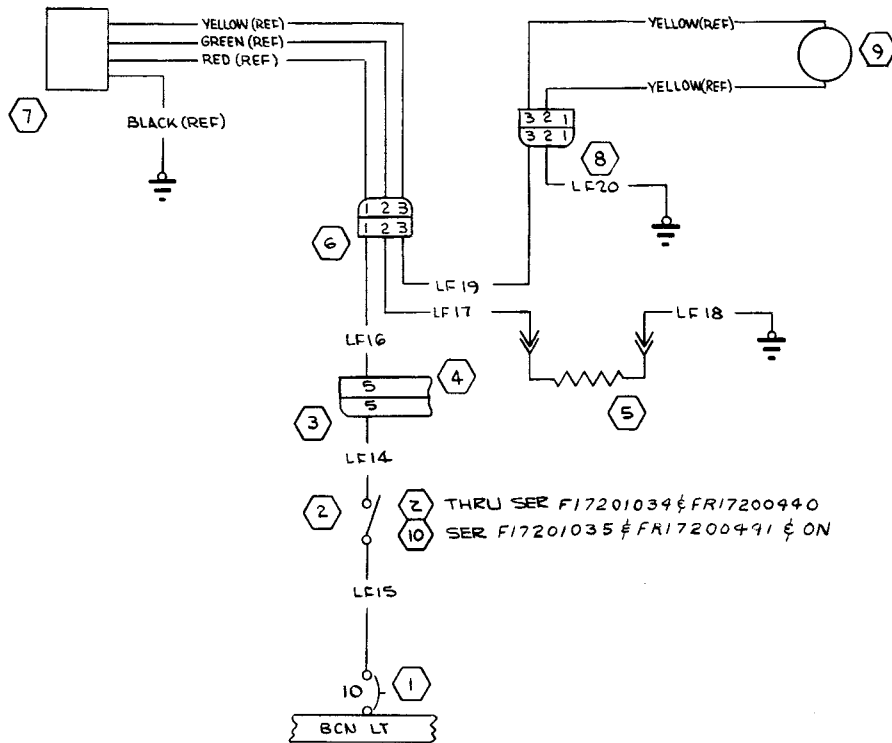 YELLOW (REF)
GREEN (REF)
RED (REF)
BLACK (REF)
7
YELLOW (REF)
9
YELLOW (REF)
3 2 1
3 2 1
8
LF20
1 2 3
1 2 3
6
LF19
LF17
LF18
LF16
5
4
5
3
5
LF14
2
2 THRU SER F17201034 & FR17200440
10 SER F17201035 & FR17200491 & ON
LF15
10
1
BCN LT